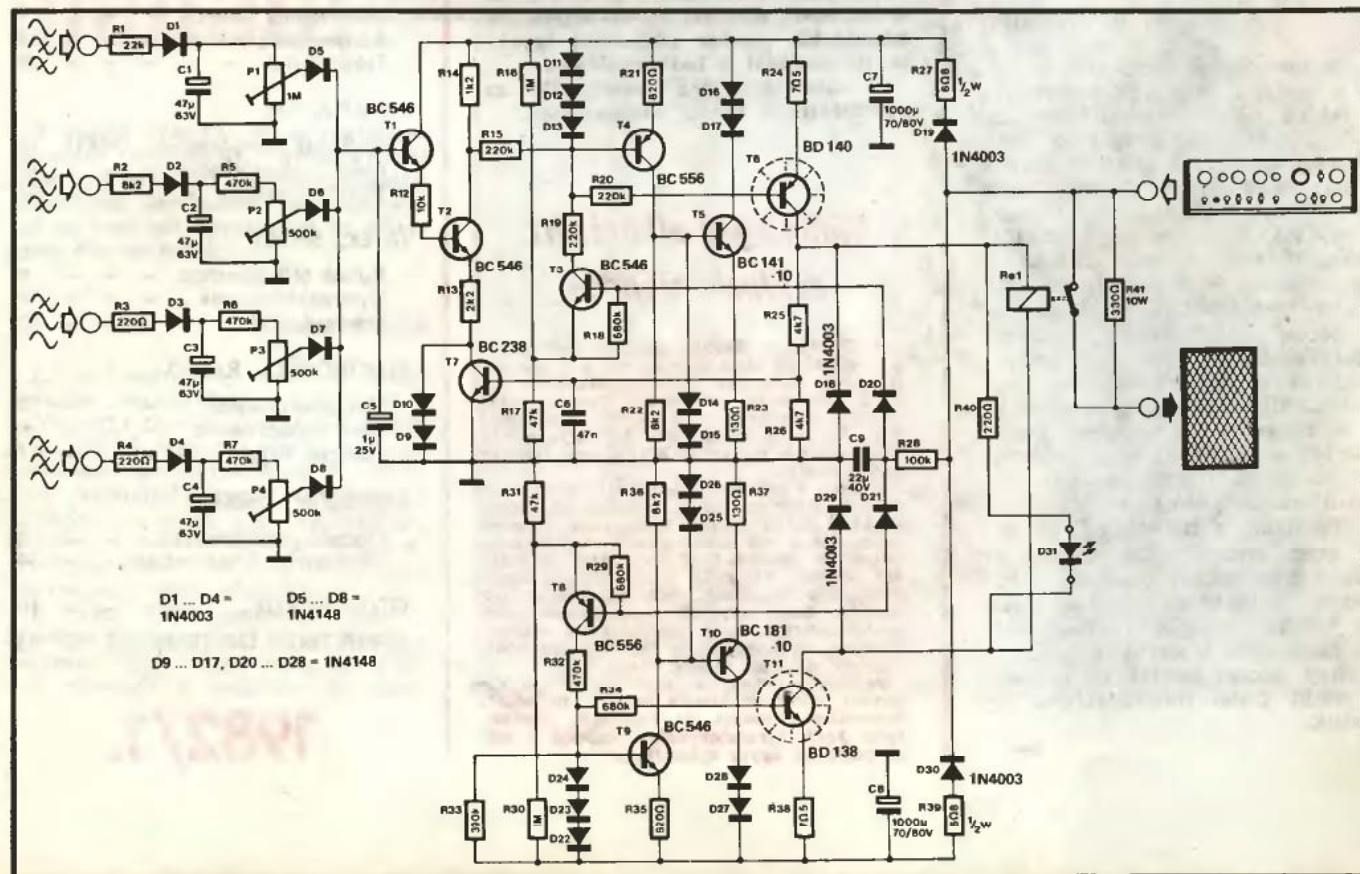 R1
22k
D1
C1
47µ
63V
P1
1M
D5
R2
8k2
D2
R5
470k
C2
47µ
63V
P2
500k
D6
R3
220Ω
D3
R6
470k
C3
47µ
63V
P3
500k
D7
R4
220Ω
D4
R7
470k
C4
47µ
63V
P4
500k
D8
D1 ... D4 =
1N4003
D5 ... D8 =
1N4148
D9 ... D17, D20 ... D28 = 1N4148
BC 546
T1
R12
10k
R14
1k2
T2
BC 546
R13
2k2
BC 238
T7
D10
D9
C5
1µ
25V
R15
220k
R16
1M
D11
D12
D13
R19
220k
R20
220k
T3
BC 546
R18
680k
R17
47k
C6
47n
R21
620Ω
T4
BC 556
D16
D17
R24
7Ω5
BD 140
T6
T5
BC 141
-10
R25
4k7
R22
8k2
D14
D15
R23
130Ω
R26
4k7
1N4003
D18
D20
C9
22µ
40V
R28
100k
C7
1000µ
70/80V
R27
½W
D19
1N4003
Re1
R41
330Ω
10W
R40
220Ω
D31
R31
47k
R36
8k2
D26
D25
R37
130Ω
D29
D21
1N4003
R29
680k
T8
BC 556
R32
470k
R34
680k
T10
BC 181
-10
T11
BD 138
T9
BC 546
R33
390k
R30
1M
D24
D23
D22
R35
620Ω
D28
D27
R38
7Ω5
C8
1000µ
70/80V
D30
1N4003
R39
½W
1982/1